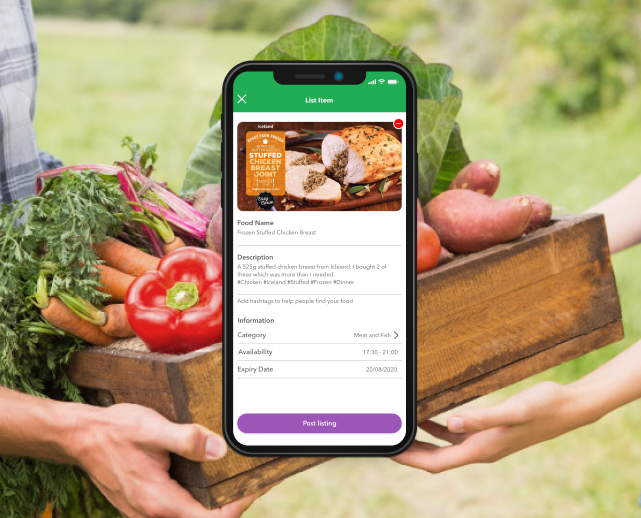 List Item
Iceland
STUFFED
CHICKEN
BREAST
JOINT
Food Name
Frozen Stuffed Chicken Breast
Description
A 525g stuffed chicken breast from Icleand. I bought 2 of
these which was more than I needed.
#Chicken #Iceland #Stuffed #Frozen #Dinner
Add hashtags to help people find your food
Information
Category Meat and Fish
Availability 17:30 - 21:00
Expiry Date 20/08/2020
Post listing